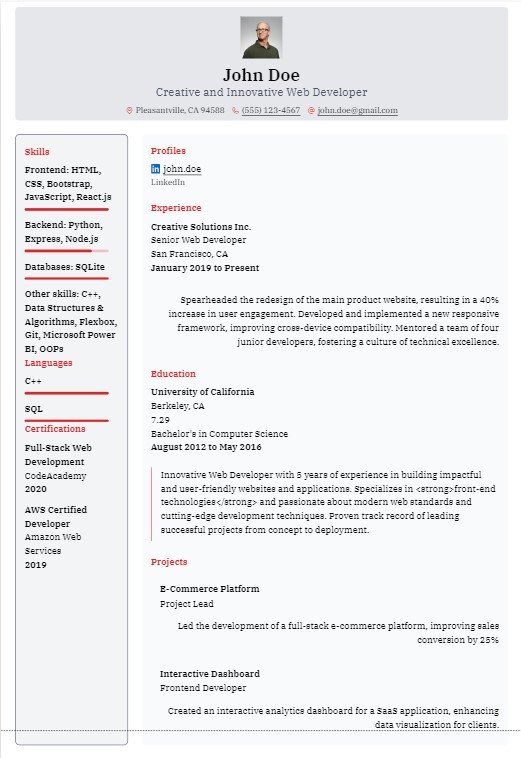 John Doe
Creative and Innovative Web Developer
Pleasantville, CA 94588 (555) 123-4567 john.doe@gmail.com
Skills
Frontend: HTML,
CSS, Bootstrap,
JavaScript, React.js
Backend: Python,
Express, Node.js
Databases: SQLite
Other skills: C++,
Data Structures &
Algorithms, Flexbox,
Git, Microsoft Power
BI, OOPs
Languages
C++
SQL
Certifications
Full-Stack Web
Development
CodeAcademy
2020
AWS Certified
Developer
Amazon Web
Services
2019
Profiles
in john.doe
LinkedIn
Experience
Creative Solutions Inc.
Senior Web Developer
San Francisco, CA
January 2019 to Present
Spearheaded the redesign of the main product website, resulting in a 40%
increase in user engagement. Developed and implemented a new responsive
framework, improving cross-device compatibility. Mentored a team of four
junior developers, fostering a culture of technical excellence.
Education
University of California
Berkeley, CA
7.29
Bachelor's in Computer Science
August 2012 to May 2016
Innovative Web Developer with 5 years of experience in building impactful
and user-friendly websites and applications. Specializes in <strong>front-end
technologies</strong> and passionate about modern web standards and
cutting-edge development techniques. Proven track record of leading
successful projects from concept to deployment.
Projects
E-Commerce Platform
Project Lead
Led the development of a full-stack e-commerce platform, improving sales
conversion by 25%
Interactive Dashboard
Frontend Developer
Created an interactive analytics dashboard for a SaaS application, enhancing
data visualization for clients.